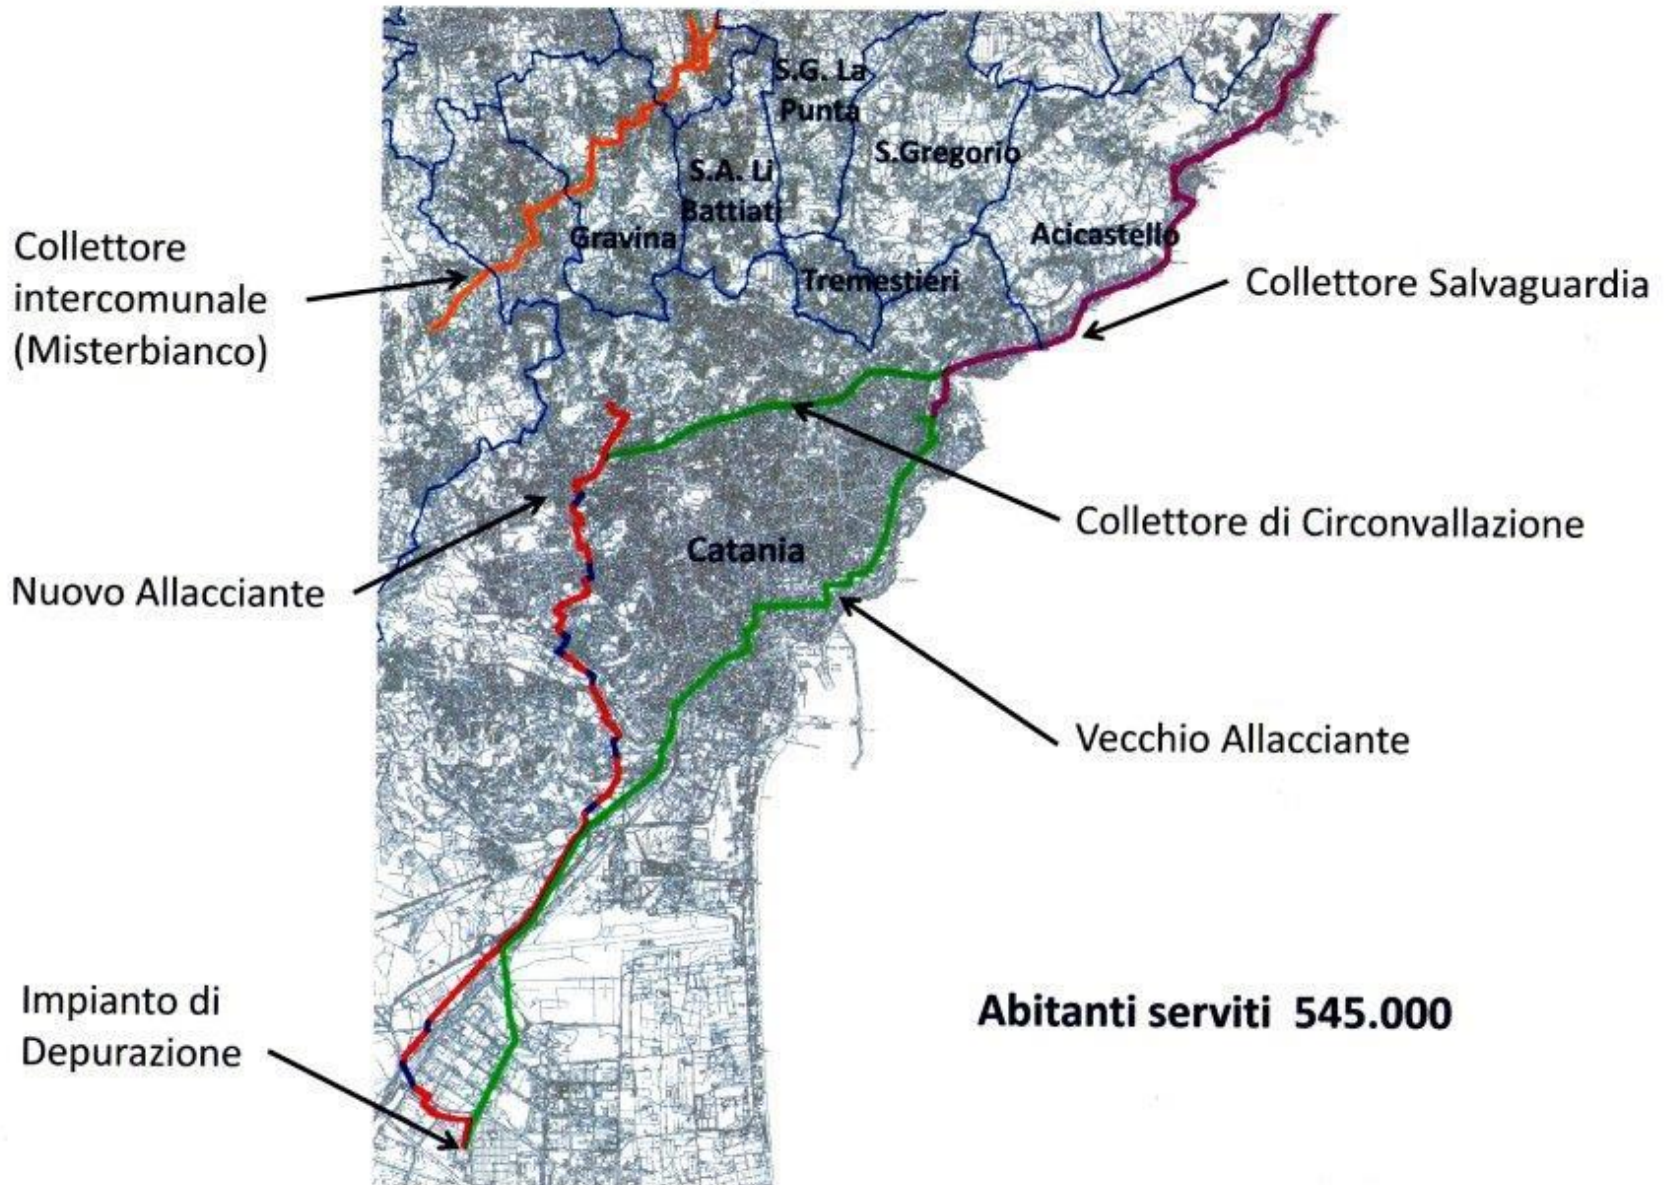 S.G. La
Punta
S.Gregorio
S.A. Li
Battiati
Gravina
Acicastello
Tremestieri
Collettore
intercomunale
(Misterbianco)
Collettore Salvaguardia
Collettore di Circonvallazione
Catania
Nuovo Allacciante
Vecchio Allacciante
Impianto di
Depurazione
Abitanti serviti 545.000